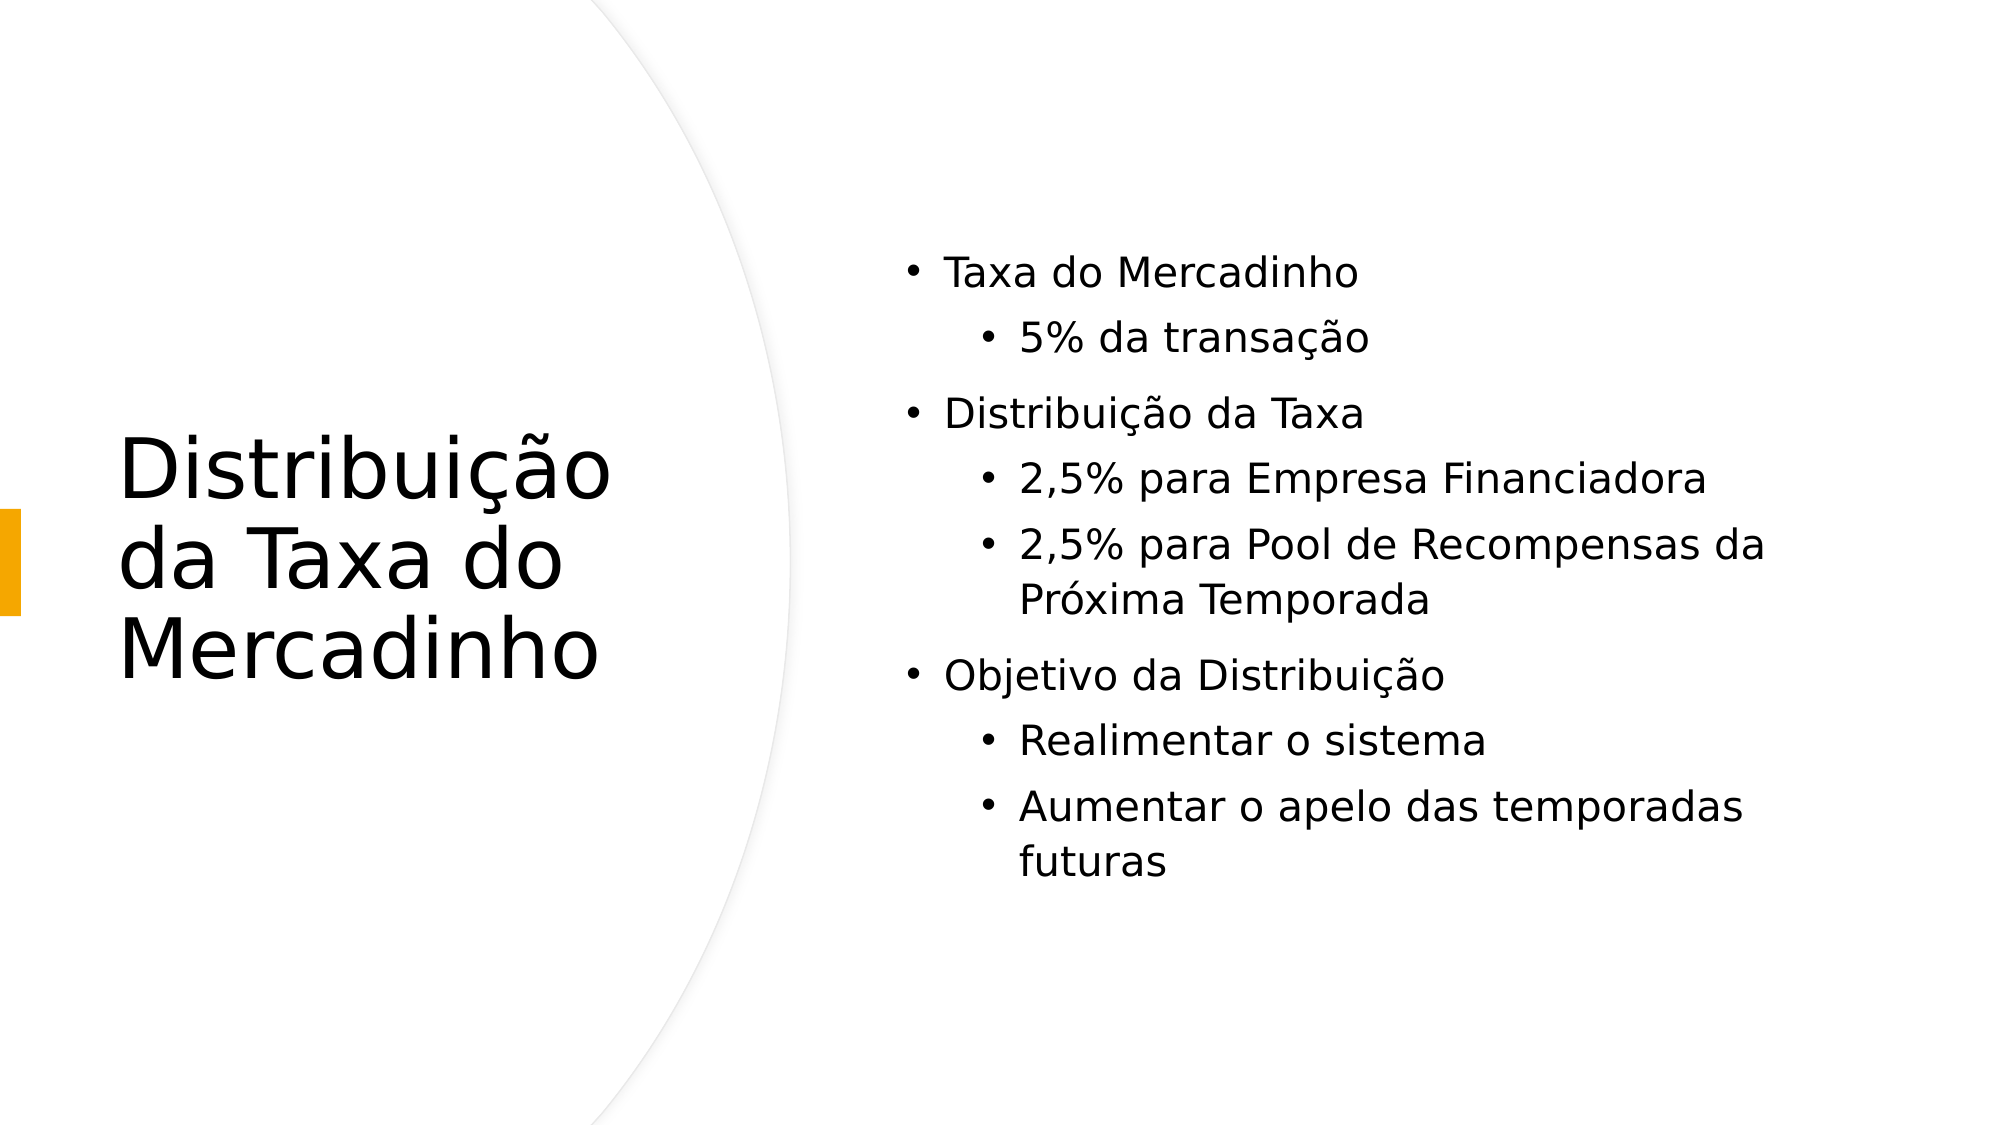 Distribuição
da Taxa do
Mercadinho
• Taxa do Mercadinho
• 5% da transação
• Distribuição da Taxa
• 2,5% para Empresa Financiadora
• 2,5% para Pool de Recompensas da
Próxima Temporada
• Objetivo da Distribuição
• Realimentar o sistema
• Aumentar o apelo das temporadas
futuras